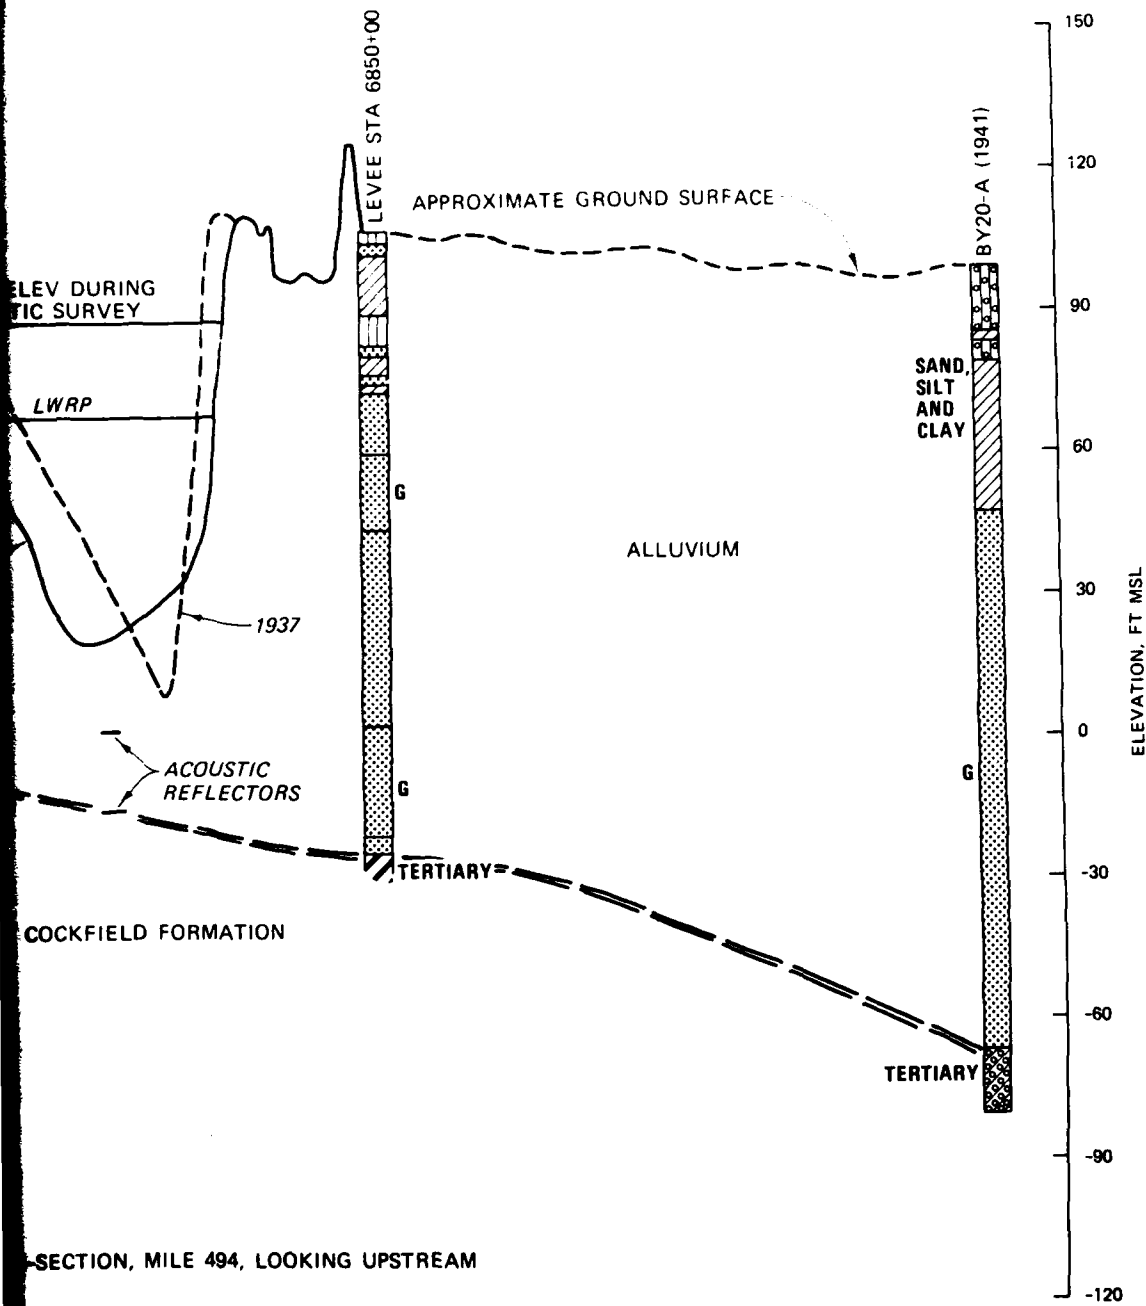 150
LEVEE STA 6850+00
BY20-A (1941)
120
APPROXIMATE GROUND SURFACE
ELEV DURING
TIC SURVEY
90
SAND,
SILT
AND
CLAY
LWRP
60
G
ALLUVIUM
30
1937
ELEVATION, FT MSL
0
ACOUSTIC
REFLECTORS
G
G
TERTIARY
-30
COCKFIELD FORMATION
-60
TERTIARY
-90
-SECTION, MILE 494, LOOKING UPSTREAM
-120